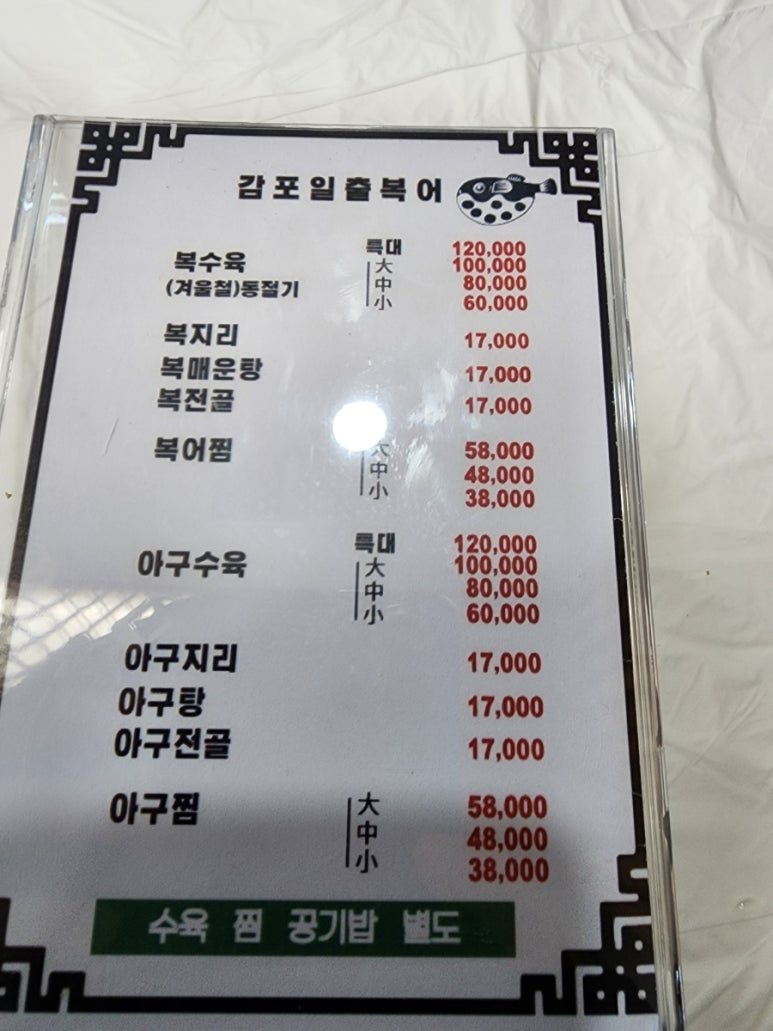 감포일출복어
복수육 특대 120,000
(겨울철)동절기 大 100,000
中 80,000
小 60,000
복지리 17,000
복매운탕 17,000
복전골 17,000
복어찜 大 58,000
中 48,000
小 38,000
아구수육 특대 120,000
大 100,000
中 80,000
小 60,000
아구지리 17,000
아구탕 17,000
아구전골 17,000
아구찜 大 58,000
中 48,000
小 38,000
수육 찜 공기밥 별도